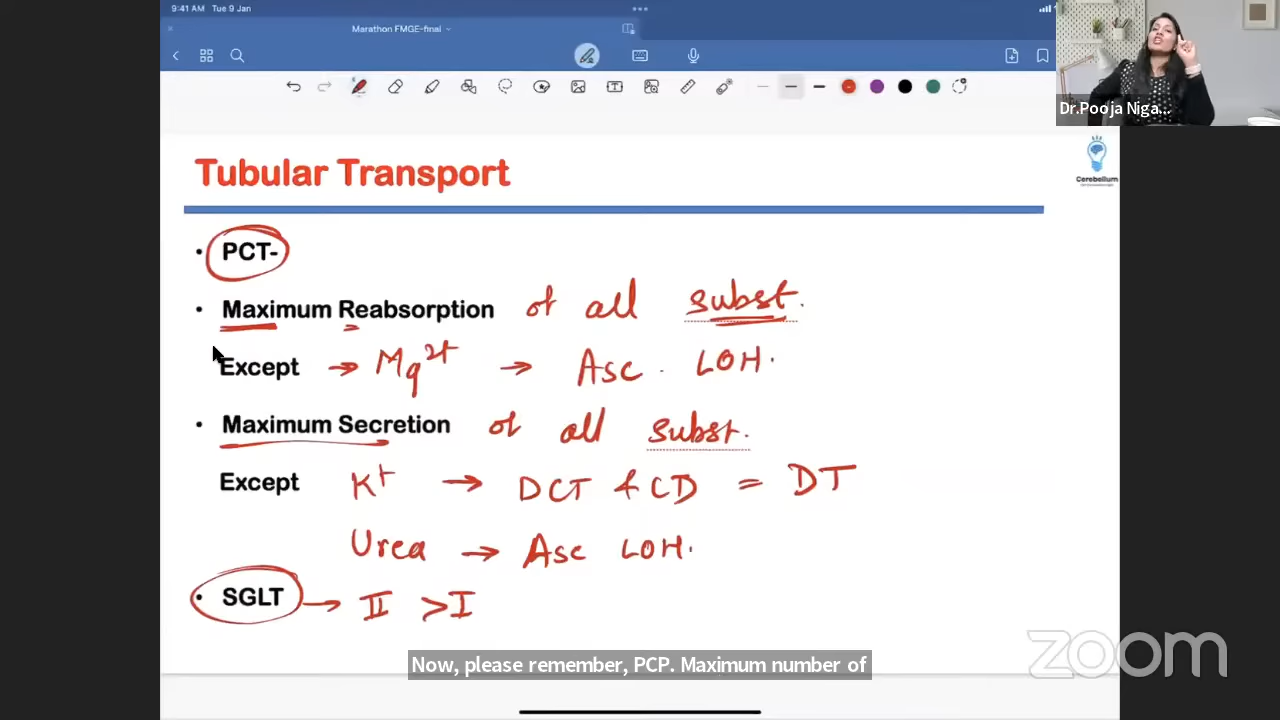 9:41 AM Tue 9 Jan
Marathon FMGE-final
Dr.Pooja Niga...
Cerebellum
Tubular Transport
• PCT-
• Maximum Reabsorption of all subst.
Except → Mg2+ → Asc. LOH.
• Maximum Secretion of all subst.
Except K+ → DCT & CD = DT
Urea → Asc LOH.
• SGLT → II > I
Now, please remember, PCP. Maximum number of
zoom